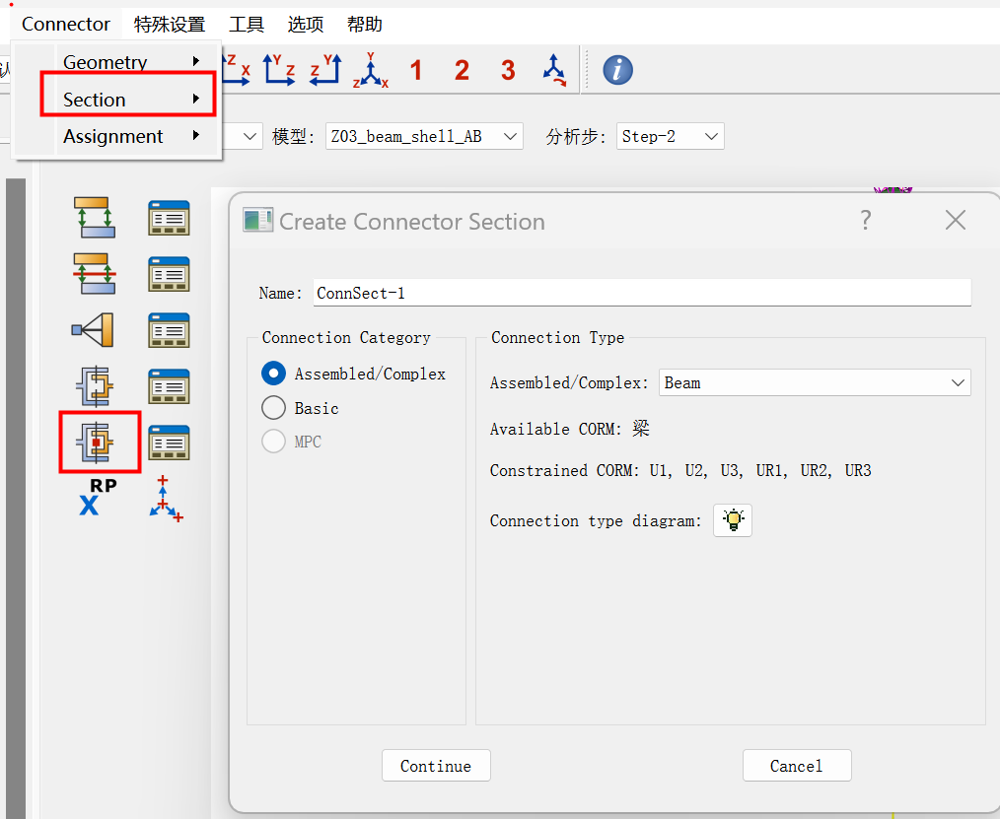 Connector 特殊设置 工具 选项 帮助
Geometry
Section
Assignment
Z X Y Z Z Y Y Z X 1 2 3 i
模型: Z03_beam_shell_AB 分析步: Step-2
Create Connector Section ?
Name: ConnSect-1
Connection Category
Assembled/Complex
Basic
MPC
Connection Type
Assembled/Complex: Beam
Available CORM: 梁
Constrained CORM: U1, U2, U3, UR1, UR2, UR3
Connection type diagram:
RP
X
Continue Cancel